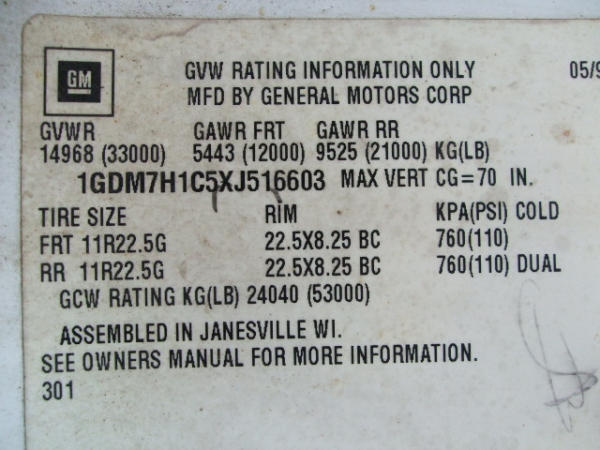 GM
GVW RATING INFORMATION ONLY 05/9
MFD BY GENERAL MOTORS CORP
GVWR GAWR FRT GAWR RR
14968 (33000) 5443 (12000) 9525 (21000) KG(LB)
1GDM7H1C5XJ516603 MAX VERT CG=70 IN.
TIRE SIZE RIM KPA(PSI) COLD
FRT 11R22.5G 22.5X8.25 BC 760(110)
RR 11R22.5G 22.5X8.25 BC 760(110) DUAL
GCW RATING KG(LB) 24040 (53000)
ASSEMBLED IN JANESVILLE WI.
SEE OWNERS MANUAL FOR MORE INFORMATION.
301